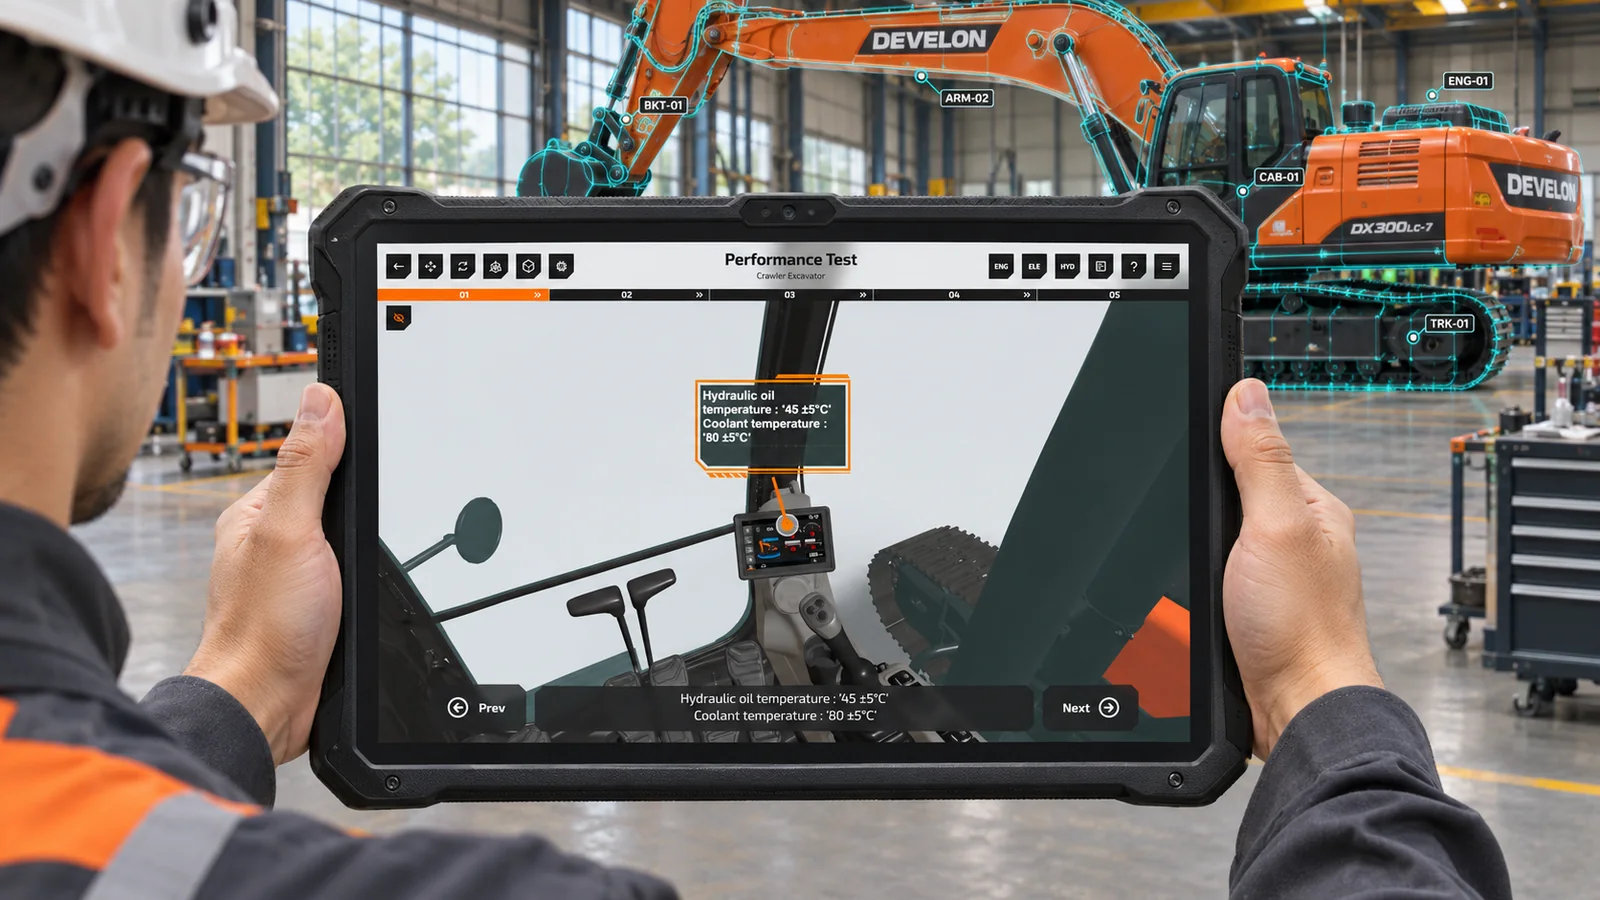 DEVELON
ENG-01
BKT-01
ARM-02
CAB-01
DEVELON
DX300LC-7
TRK-01
Performance Test
Crawler Excavator
ENG
ELE
HYD
?
01
02
03
04
05
Hydraulic oil
temperature : '45 ±5°C'
Coolant temperature :
'80 ±5°C'
Prev
Hydraulic oil temperature : '45 ±5°C'
Coolant temperature : '80 ±5°C'
Next